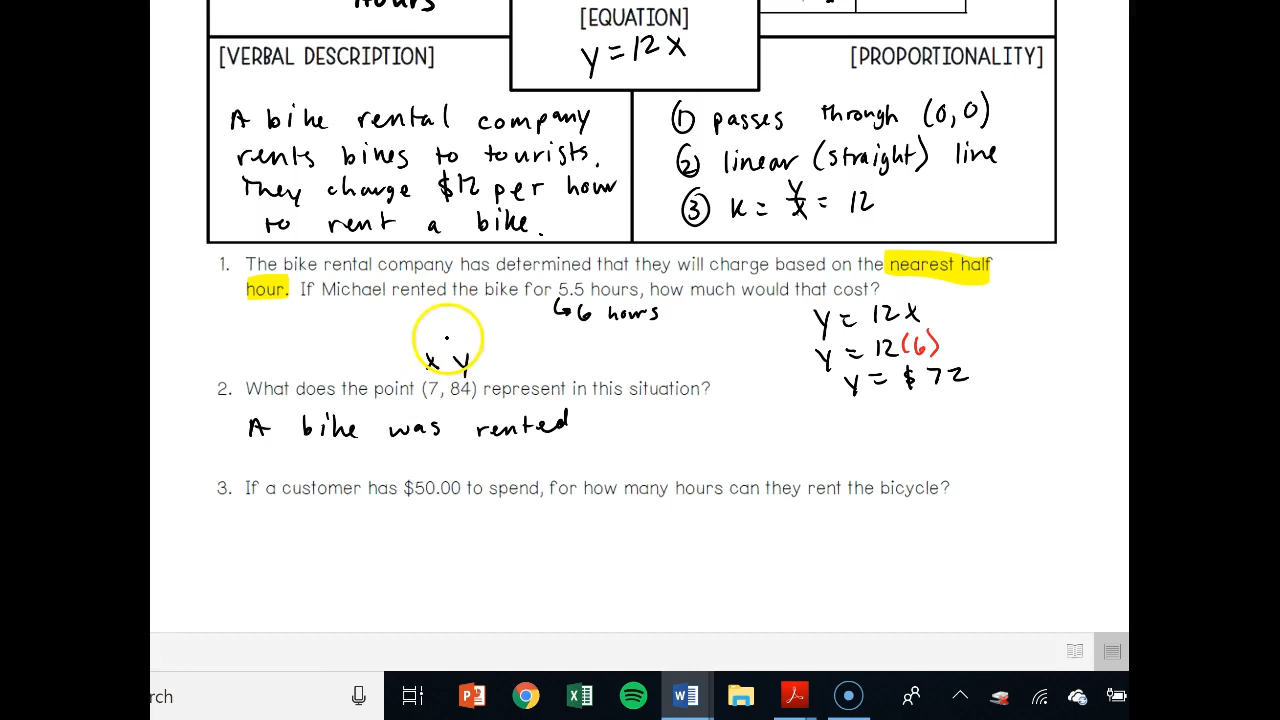 Hours
[EQUATION]
y = 12x
[VERBAL DESCRIPTION]
A bike rental company
rents bikes to tourists.
They charge $12 per hour
to rent a bike.
[PROPORTIONALITY]
① passes through (0,0)
② linear (straight) line
③ k = y/x = 12
1. The bike rental company has determined that they will charge based on the nearest half
hour. If Michael rented the bike for 5.5 hours, how much would that cost?
↳ 6 hours
y = 12x
y = 12(6)
y = $72
x y
2. What does the point (7, 84) represent in this situation?
A bike was rented
3. If a customer has $50.00 to spend, for how many hours can they rent the bicycle?
rch